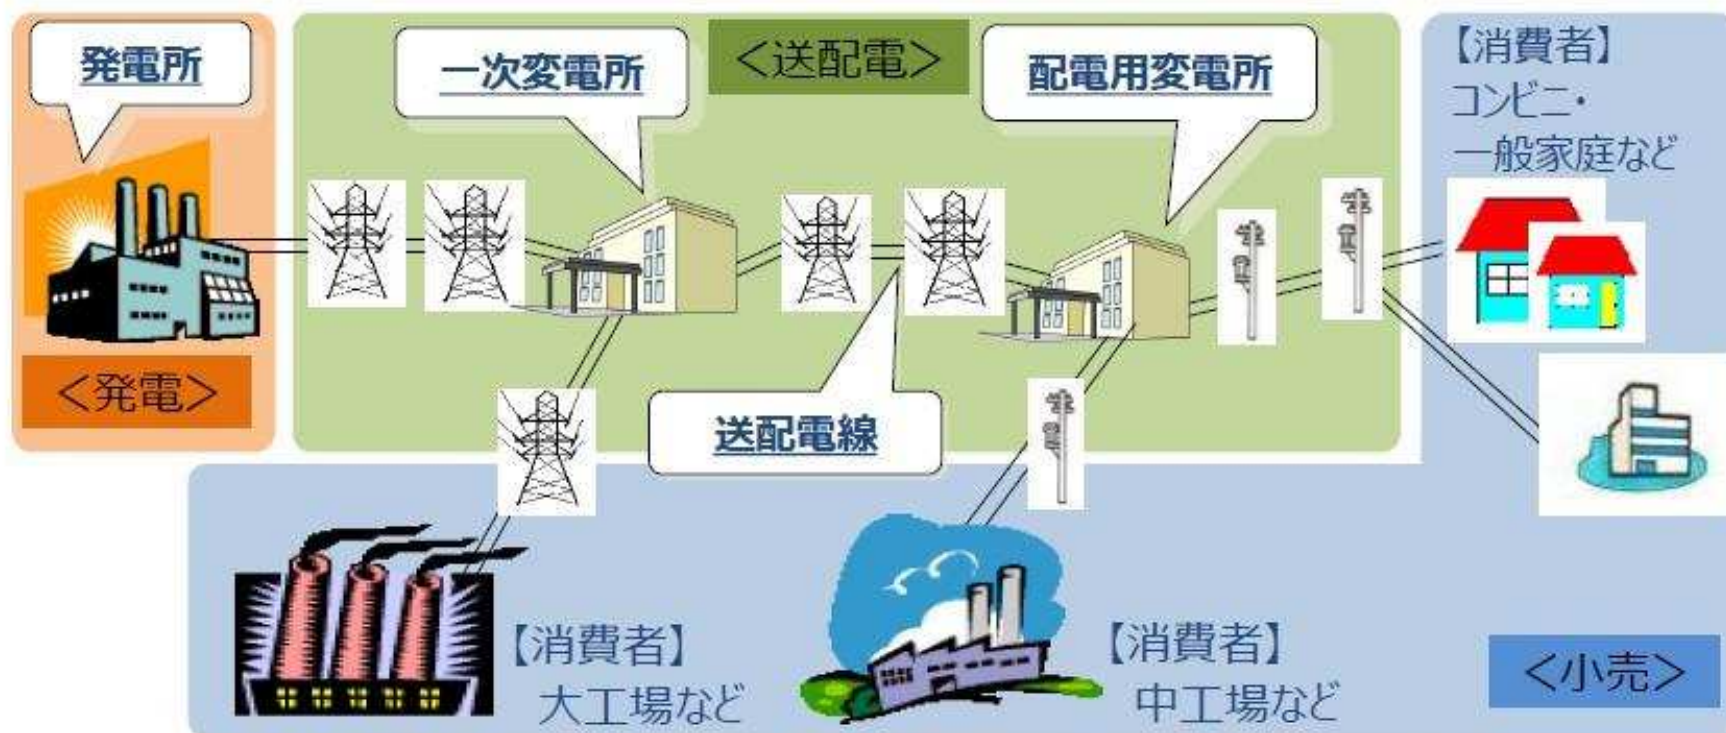 発電所
一次変電所
<送配電>
配電用変電所
【消費者】
コンビニ・
一般家庭など
<発電>
送配電線
【消費者】
大工場など
【消費者】
中工場など
<小売>